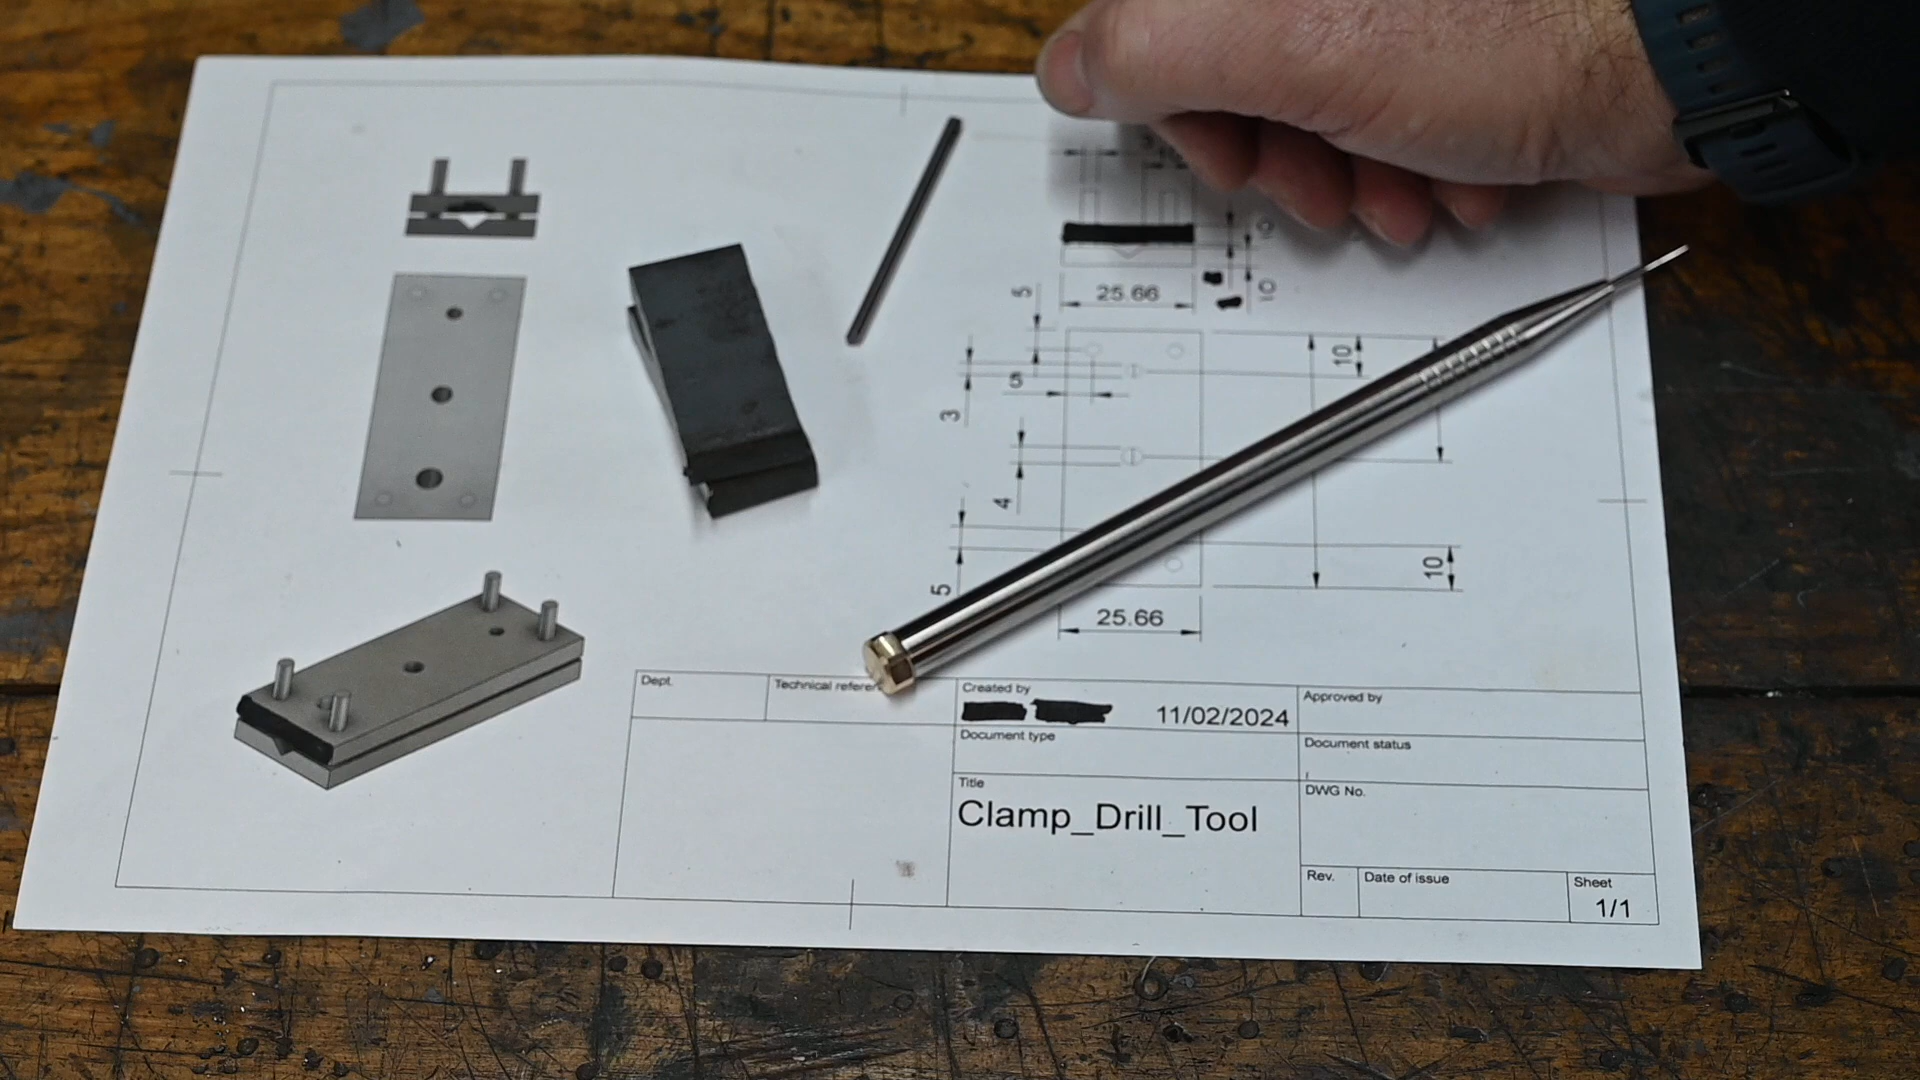 25.66
10
5
10
5
3
4
10
5
25.66
Dept.
Technical referen
Created by
11/02/2024
Approved by
Document type
Document status
Title
Clamp_Drill_Tool
DWG No.
Rev.
Date of issue
Sheet
1/1